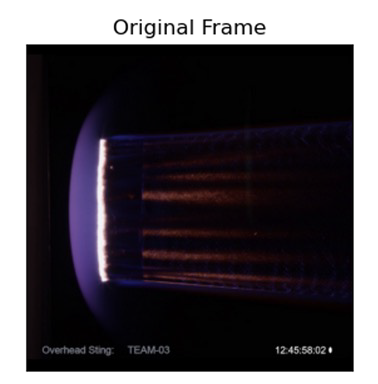 Original Frame
Overhead Sting: TEAM-03
12:45:58:02